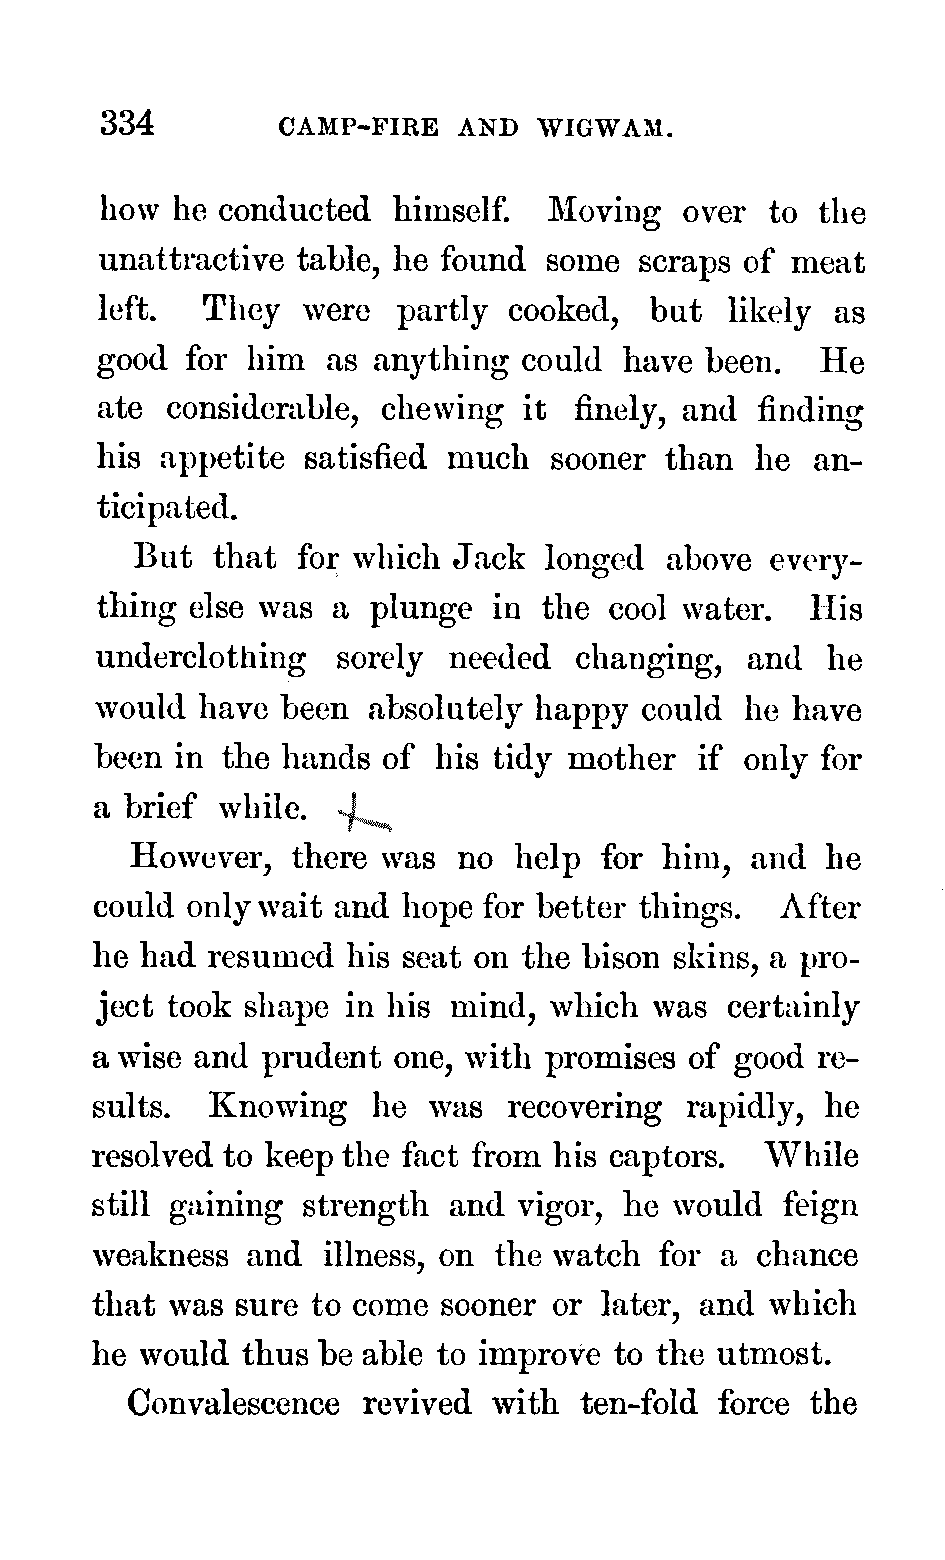 334 CAMP-FIRE AND WIGWAM.
how he conducted himself. Moving over to the
unattractive table, he found some scraps of meat
left. They were partly cooked, but likely as
good for him as anything could have been. He
ate considerable, chewing it finely, and finding
his appetite satisfied much sooner than he an-
ticipated.
But that for which Jack longed above every-
thing else was a plunge in the cool water. His
underclothing sorely needed changing, and he
would have been absolutely happy could he have
been in the hands of his tidy mother if only for
a brief while.
However, there was no help for him, and he
could only wait and hope for better things. After
he had resumed his seat on the bison skins, a pro-
ject took shape in his mind, which was certainly
a wise and prudent one, with promises of good re-
sults. Knowing he was recovering rapidly, he
resolved to keep the fact from his captors. While
still gaining strength and vigor, he would feign
weakness and illness, on the watch for a chance
that was sure to come sooner or later, and which
he would thus be able to improve to the utmost.
Convalescence revived with ten-fold force the